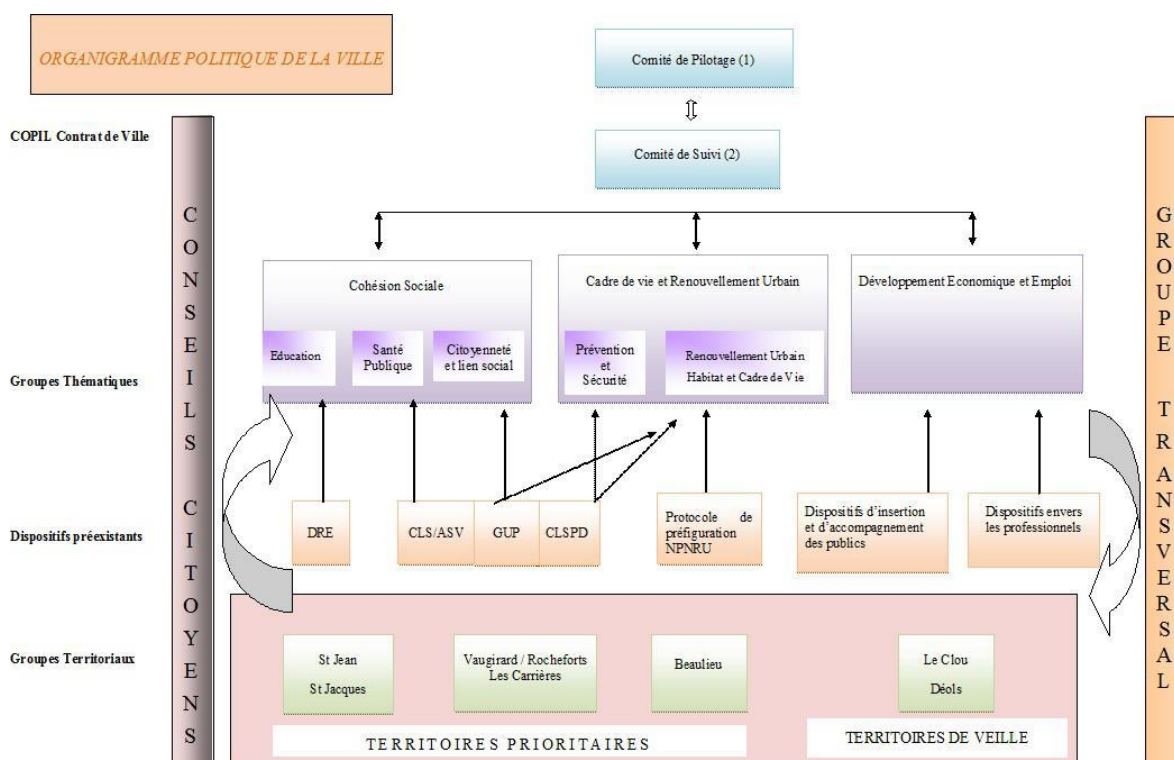 ORGANIGRAMME POLITIQUE DE LA VILLE
Comité de Pilotage (1)
COPIL Contrat de Ville
Comité de Suivi (2)
CONSEILS CITOYENS
GROUPE TRANSVERSAL
Cohésion Sociale
Cadre de vie et Renouvellement Urbain
Développement Economique et Emploi
Groupes Thématiques
Education
Santé
Publique
Citoyenneté
et lien social
Prévention
et
Sécurité
Renouvellement Urbain
Habitat et Cadre de Vie
Dispositifs préexistants
DRE
CLS/ASV
GUP
CLSPD
Protocole de
préfiguration
NPNRU
Dispositifs d'insertion
et d'accompagnement
des publics
Dispositifs envers
les professionnels
Groupes Territoriaux
St Jean
St Jacques
Vaugirard / Rocheforts
Les Carrières
Beaulieu
Le Clou
Déols
TERRITOIRES PRIORITAIRES
TERRITOIRES DE VEILLE